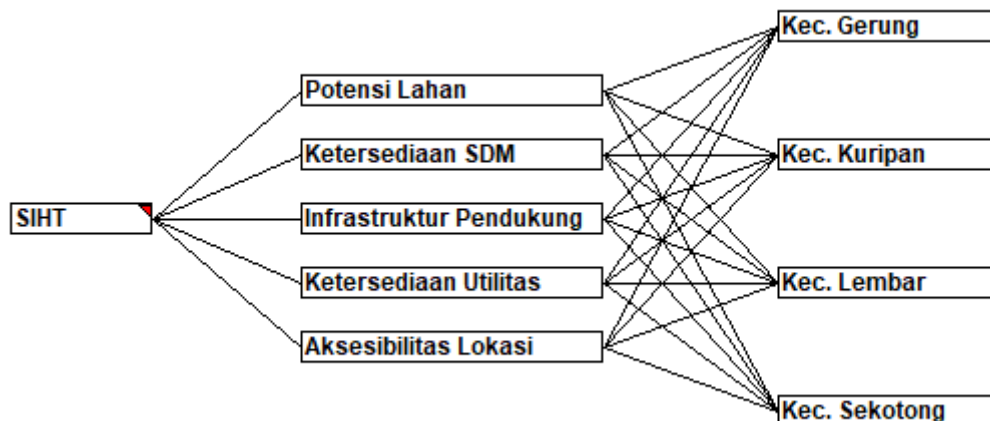 SIHT
Potensi Lahan
Ketersediaan SDM
Infrastruktur Pendukung
Ketersediaan Utilitas
Aksesibilitas Lokasi
Kec. Gerung
Kec. Kuripan
Kec. Lembar
Kec. Sekotong